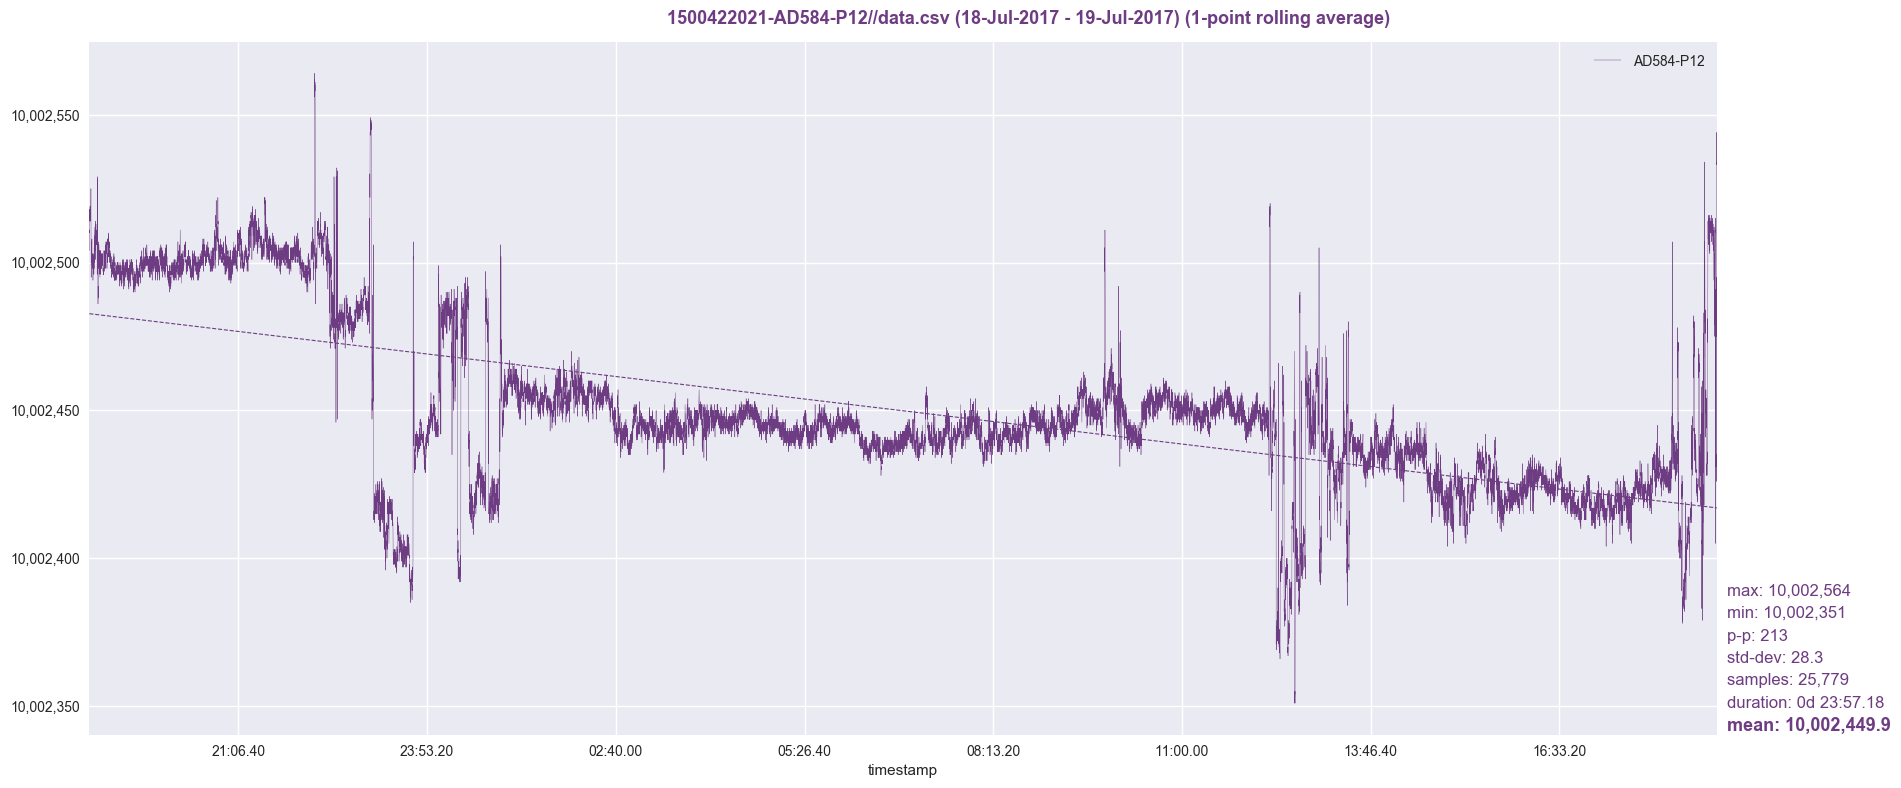 1500422021-AD584-P12//data.csv (18-Jul-2017 - 19-Jul-2017) (1-point rolling average)
AD584-P12
10,002,550
10,002,500
10,002,450
10,002,400
10,002,350
21:06.40
23:53.20
02:40.00
05:26.40
08:13.20
11:00.00
13:46.40
16:33.20
timestamp
max: 10,002,564
min: 10,002,351
p-p: 213
std-dev: 28.3
samples: 25,779
duration: 0d 23:57.18
mean: 10,002,449.9